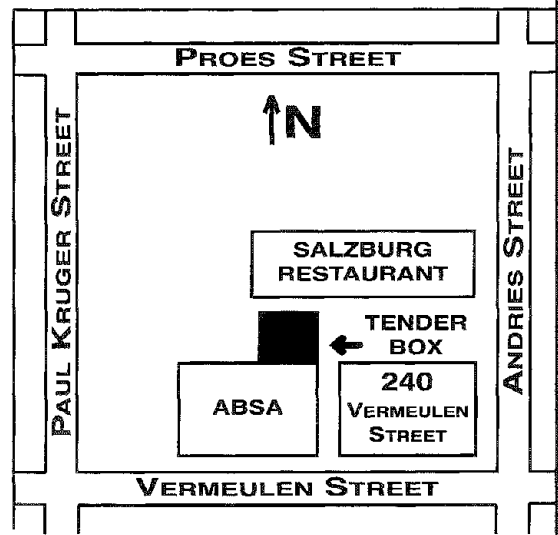 PROES STREET
N
PAUL KRUGER STREET
ANDRIES STREET
SALZBURG
RESTAURANT
TENDER
BOX
ABSA
240
VERMEULEN
STREET
VERMEULEN STREET